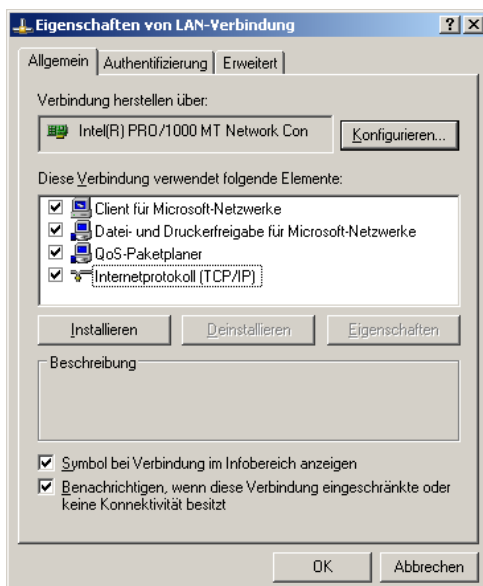 Eigenschaften von LAN-Verbindung
Allgemein Authentifizierung Erweitert
Verbindung herstellen über:
Intel(R) PRO/1000 MT Network Con Konfigurieren...
Diese Verbindung verwendet folgende Elemente:
Client für Microsoft-Netzwerke
Datei- und Druckerfreigabe für Microsoft-Netzwerke
QoS-Paketplaner
Internetprotokoll (TCP/IP)
Installieren Deinstallieren Eigenschaften
Beschreibung
Symbol bei Verbindung im Infobereich anzeigen
Benachrichtigen, wenn diese Verbindung eingeschränkte oder
keine Konnektivität besitzt
OK Abbrechen